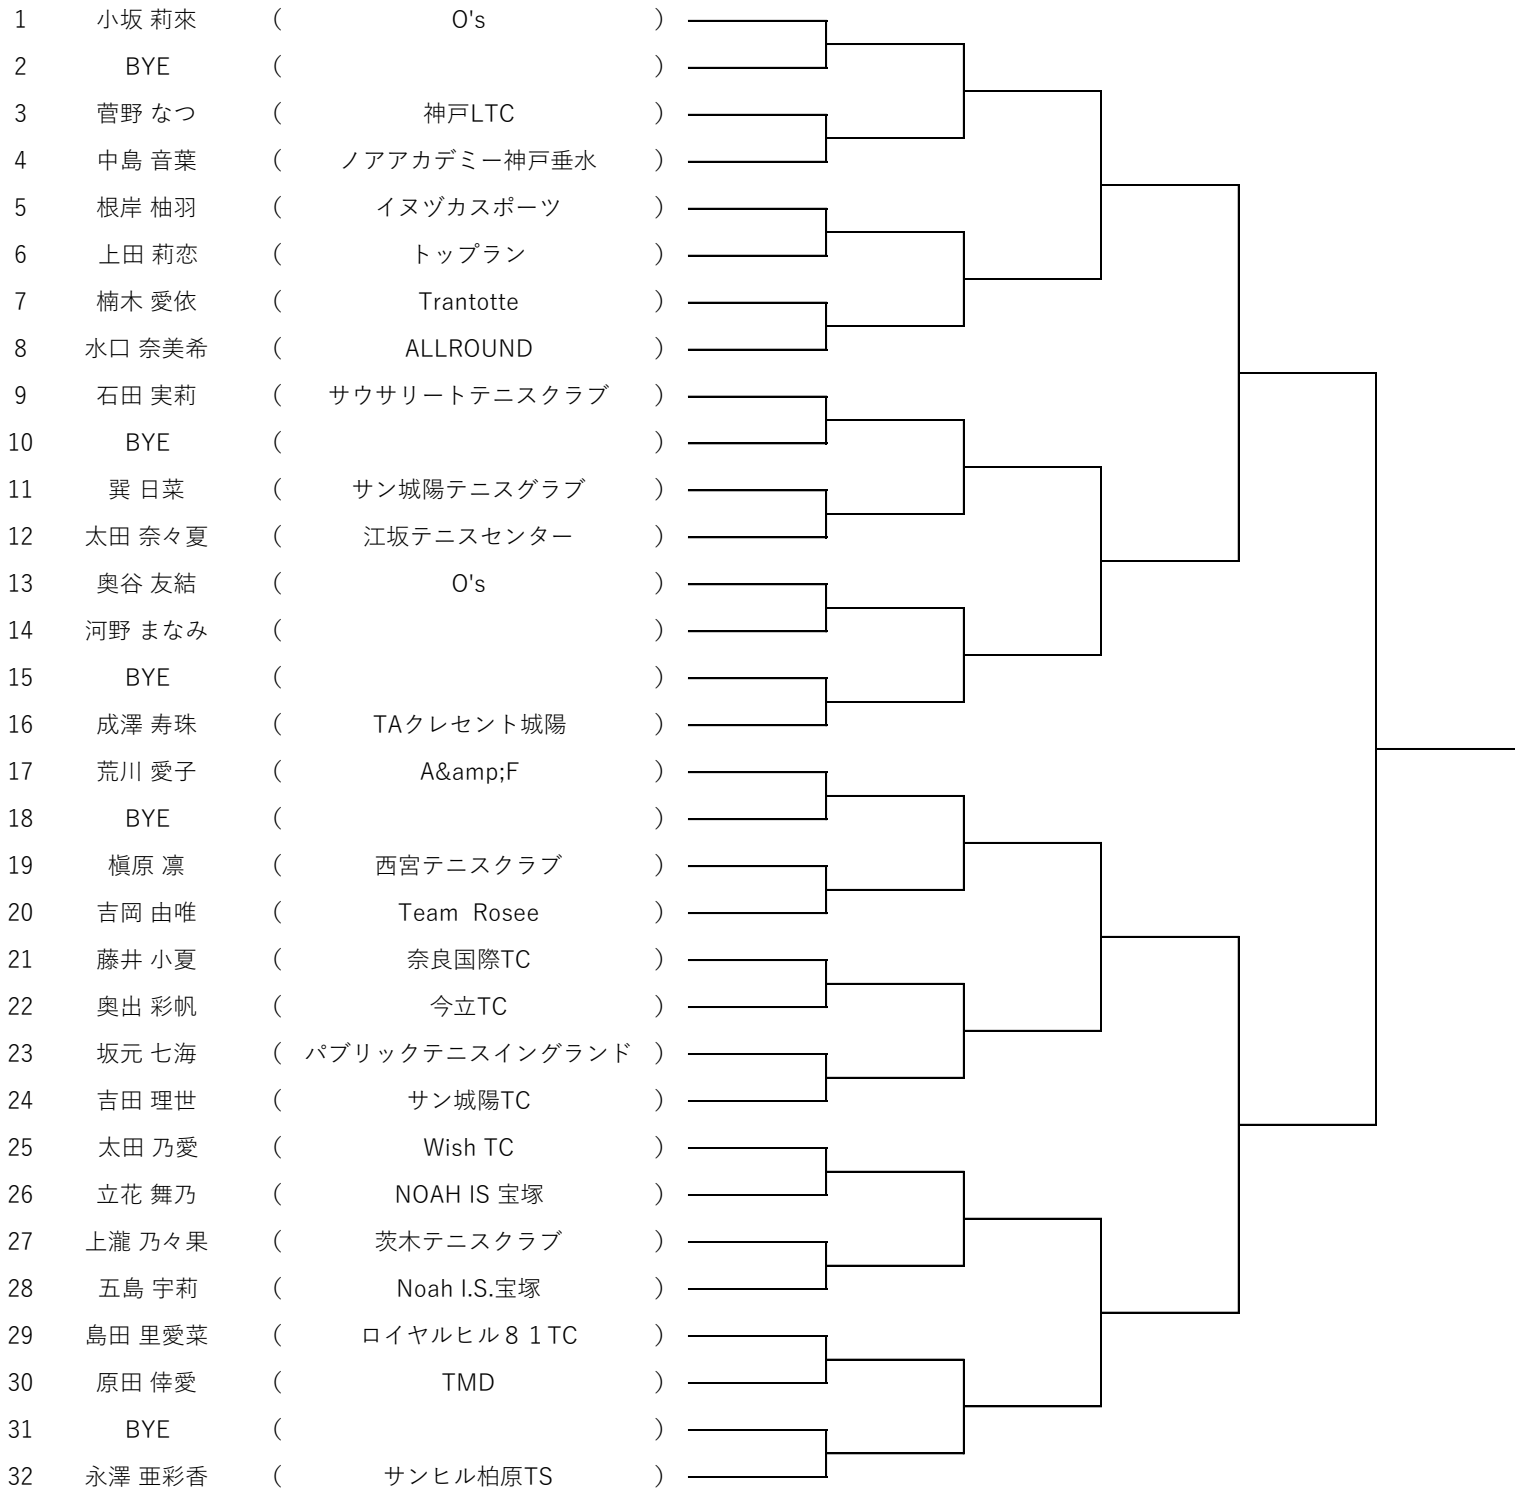 1 小坂 莉來 ( O's )
2 BYE ( )
3 菅野 なつ ( 神戸LTC )
4 中島 音葉 ( ノアアカデミー神戸垂水 )
5 根岸 柚羽 ( イヌヅカスポーツ )
6 上田 莉恋 ( トップラン )
7 楠木 愛依 ( Trantotte )
8 水口 奈美希 ( ALLROUND )
9 石田 実莉 ( サウサリートテニスクラブ )
10 BYE ( )
11 巽 日菜 ( サン城陽テニスグラブ )
12 太田 奈々夏 ( 江坂テニスセンター )
13 奥谷 友結 ( O's )
14 河野 まなみ ( )
15 BYE ( )
16 成澤 寿珠 ( TAクレセント城陽 )
17 荒川 愛子 ( A&amp;F )
18 BYE ( )
19 槇原 凛 ( 西宮テニスクラブ )
20 吉岡 由唯 ( Team Rosee )
21 藤井 小夏 ( 奈良国際TC )
22 奥出 彩帆 ( 今立TC )
23 坂元 七海 ( パブリックテニスイングランド )
24 吉田 理世 ( サン城陽TC )
25 太田 乃愛 ( Wish TC )
26 立花 舞乃 ( NOAH IS 宝塚 )
27 上瀧 乃々果 ( 茨木テニスクラブ )
28 五島 宇莉 ( Noah I.S.宝塚 )
29 島田 里愛菜 ( ロイヤルヒル８１TC )
30 原田 倖愛 ( TMD )
31 BYE ( )
32 永澤 亜彩香 ( サンヒル柏原TS )